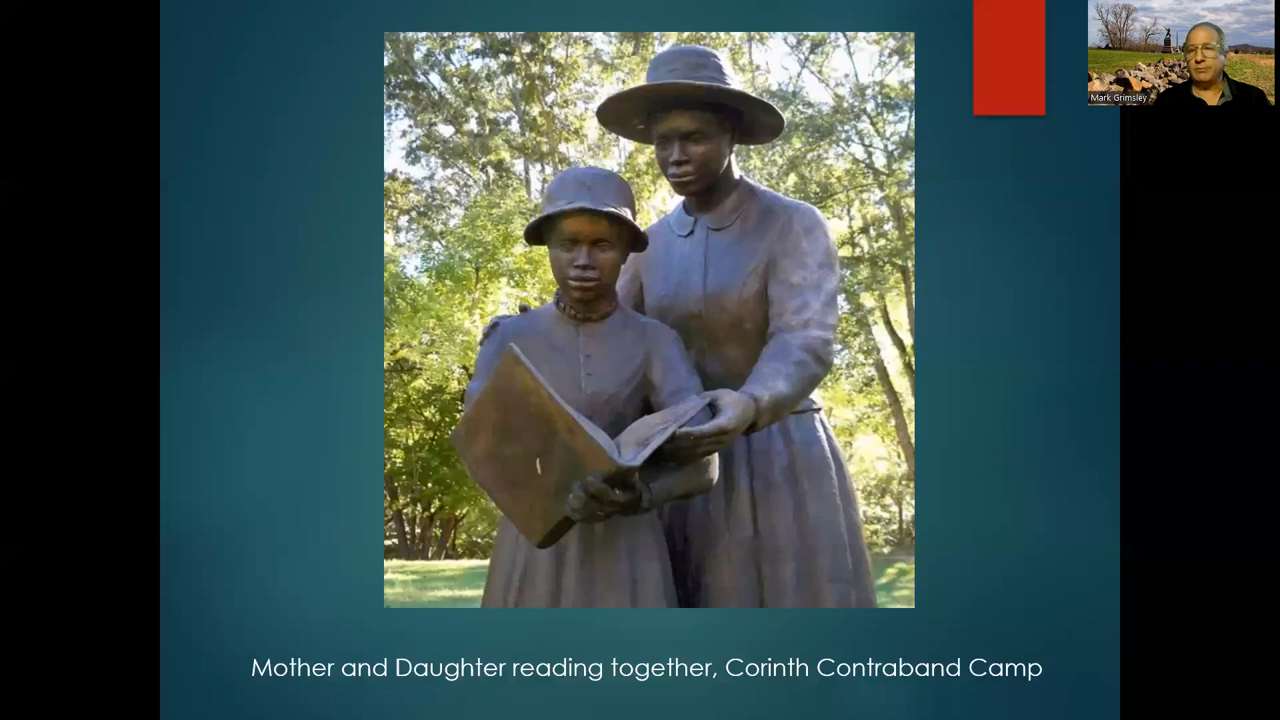 Mark Grimsley
Mother and Daughter reading together, Corinth Contraband Camp